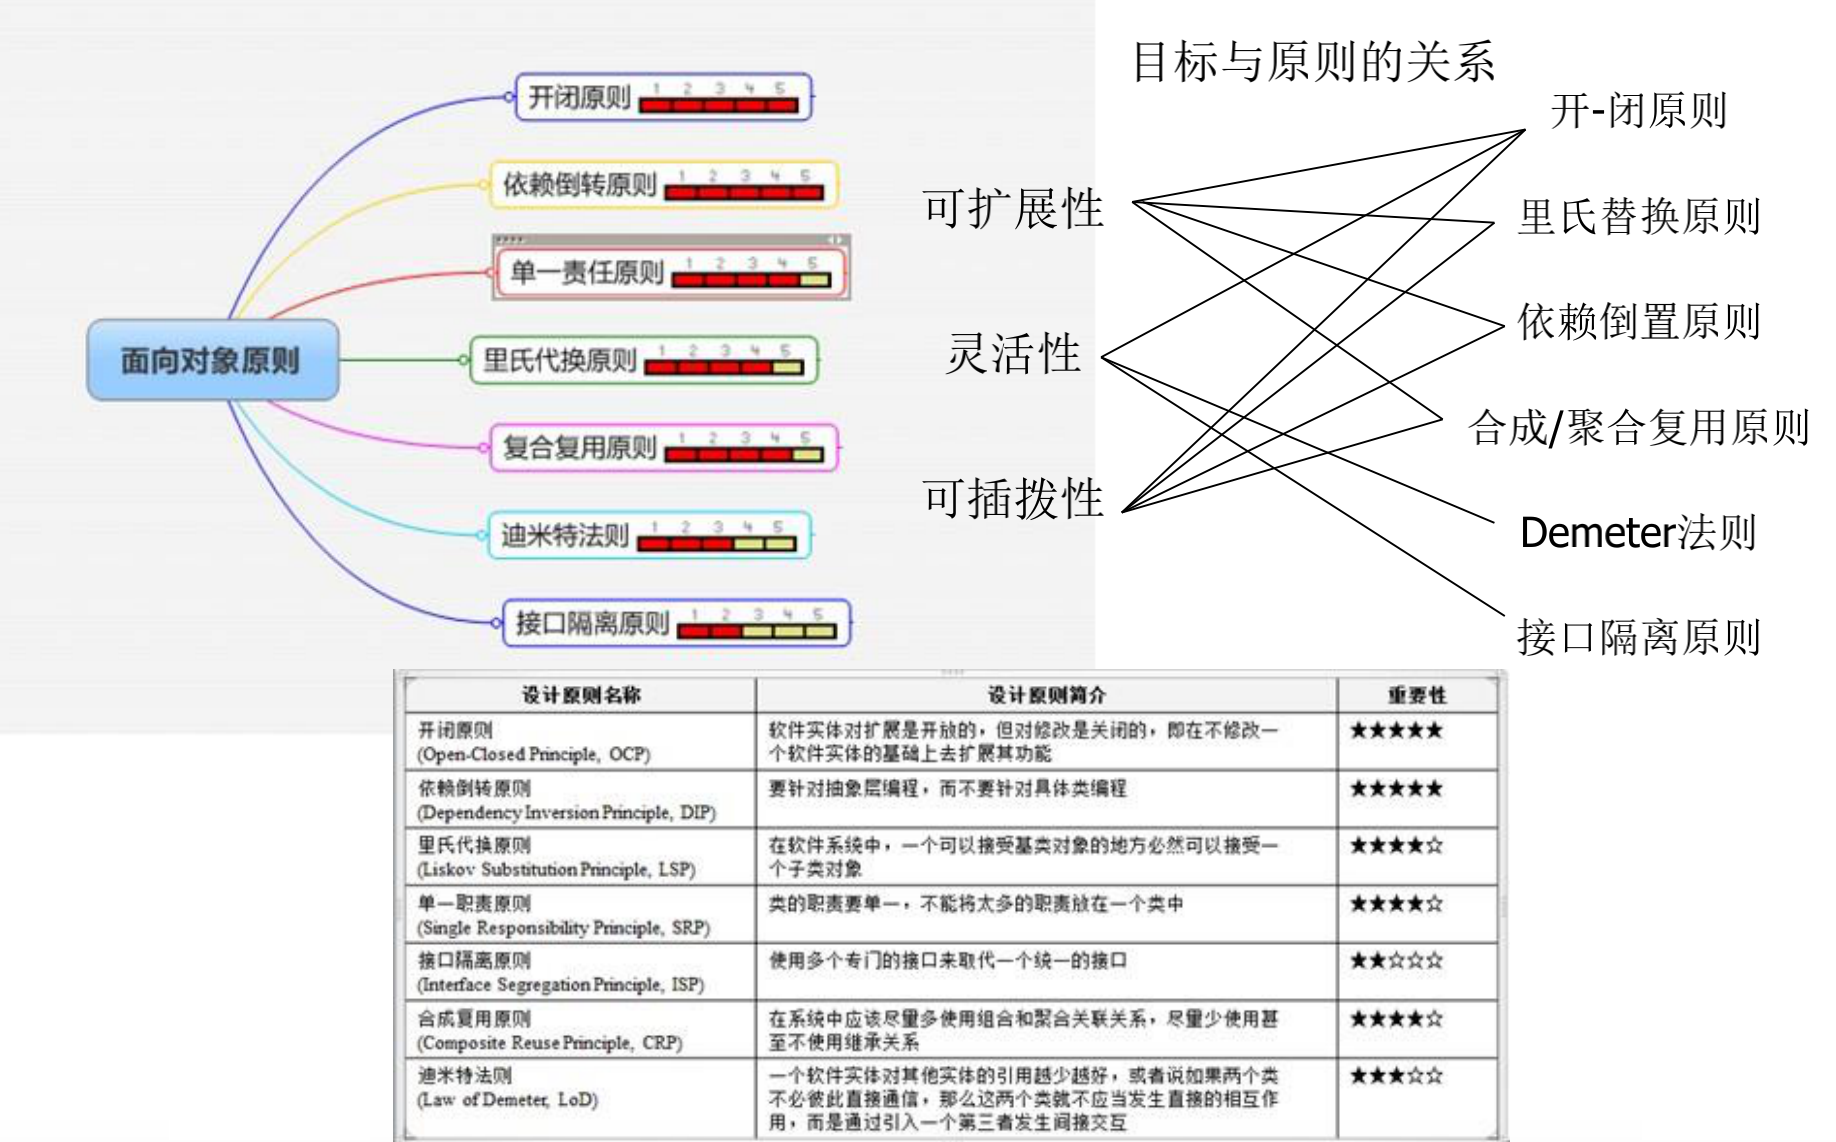 面向对象原则
开闭原则 1 2 3 4 5
依赖倒转原则 1 2 3 4 5
单一责任原则 1 2 3 4 5
里氏代换原则 1 2 3 4 5
复合复用原则 1 2 3 4 5
迪米特法则 1 2 3 4 5
接口隔离原则 1 2 3 4 5
目标与原则的关系
可扩展性
灵活性
可插拨性
开-闭原则
里氏替换原则
依赖倒置原则
合成/聚合复用原则
Demeter法则
接口隔离原则
设计原则名称 设计原则简介 重要性
开闭原则
(Open-Closed Principle, OCP)
软件实体对扩展是开放的，但对修改是关闭的，即在不修改一
个软件实体的基础上去扩展其功能
★★★★★
依赖倒转原则
(Dependency Inversion Principle, DIP)
要针对抽象层编程，而不要针对具体类编程
★★★★★
里氏代换原则
(Liskov Substitution Principle, LSP)
在软件系统中，一个可以接受基类对象的地方必然可以接受一
个子类对象
★★★★☆
单一职责原则
(Single Responsibility Principle, SRP)
类的职责要单一，不能将太多的职责放在一个类中
★★★★☆
接口隔离原则
(Interface Segregation Principle, ISP)
使用多个专门的接口来取代一个统一的接口
★★☆☆☆
合成复用原则
(Composite Reuse Principle, CRP)
在系统中应该尽量多使用组合和聚合关联关系，尽量少使用甚
至不使用继承关系
★★★★☆
迪米特法则
(Law of Demeter, LoD)
一个软件实体对其他实体的引用越少越好，或者说如果两个类
不必彼此直接通信，那么这两个类就不应当发生直接的相互作
用，而是通过引入一个第三者发生间接交互
★★★☆☆